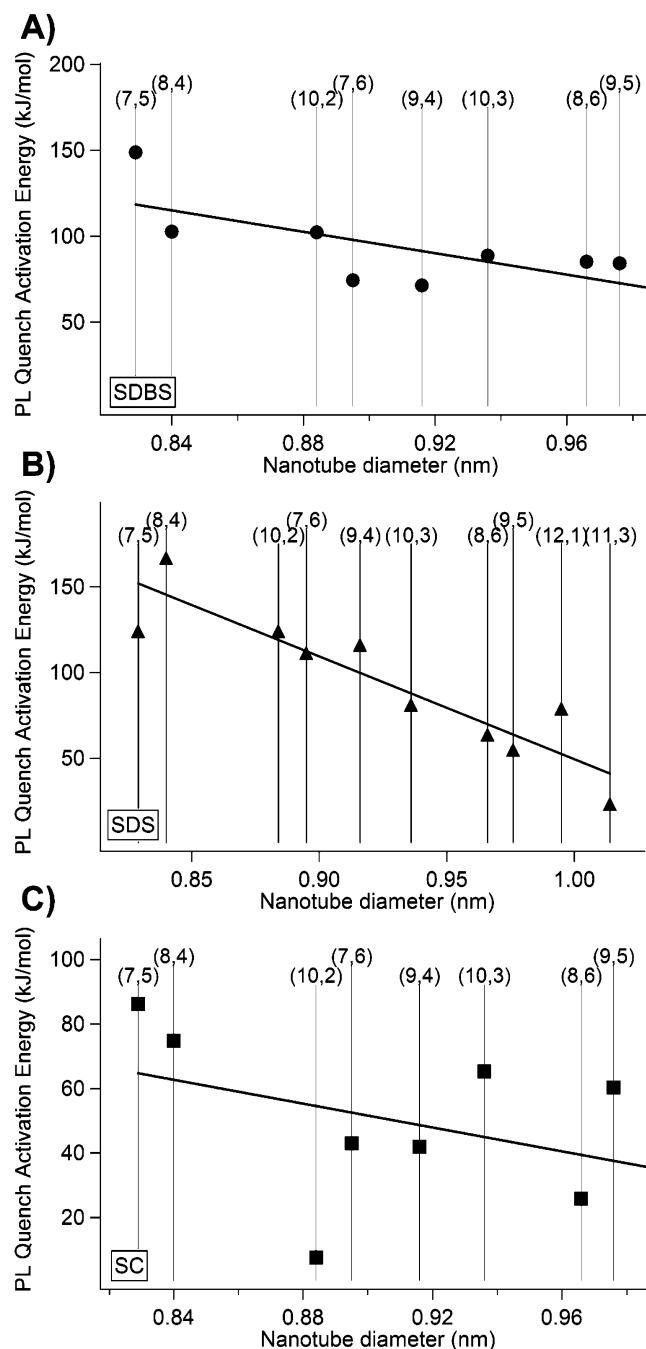 A)
PL Quench Activation Energy (kJ/mol)
200
150
100
50
(7,5)
(8,4)
(10,2)
(7,6)
(9,4)
(10,3)
(8,6)
(9,5)
SDBS
0.84 0.88 0.92 0.96
Nanotube diameter (nm)
B)
PL Quench Activation Energy (kJ/mol)
150
100
50
(7,5)
(8,4)
(10,2)
(7,6)
(9,4)
(10,3)
(8,6)
(9,5)
(12,1)
(11,3)
SDS
0.85 0.90 0.95 1.00
Nanotube diameter (nm)
C)
PL Quench Activation Energy (kJ/mol)
100
80
60
40
20
(7,5)
(8,4)
(10,2)
(7,6)
(9,4)
(10,3)
(8,6)
(9,5)
SC
0.84 0.88 0.92 0.96
Nanotube diameter (nm)